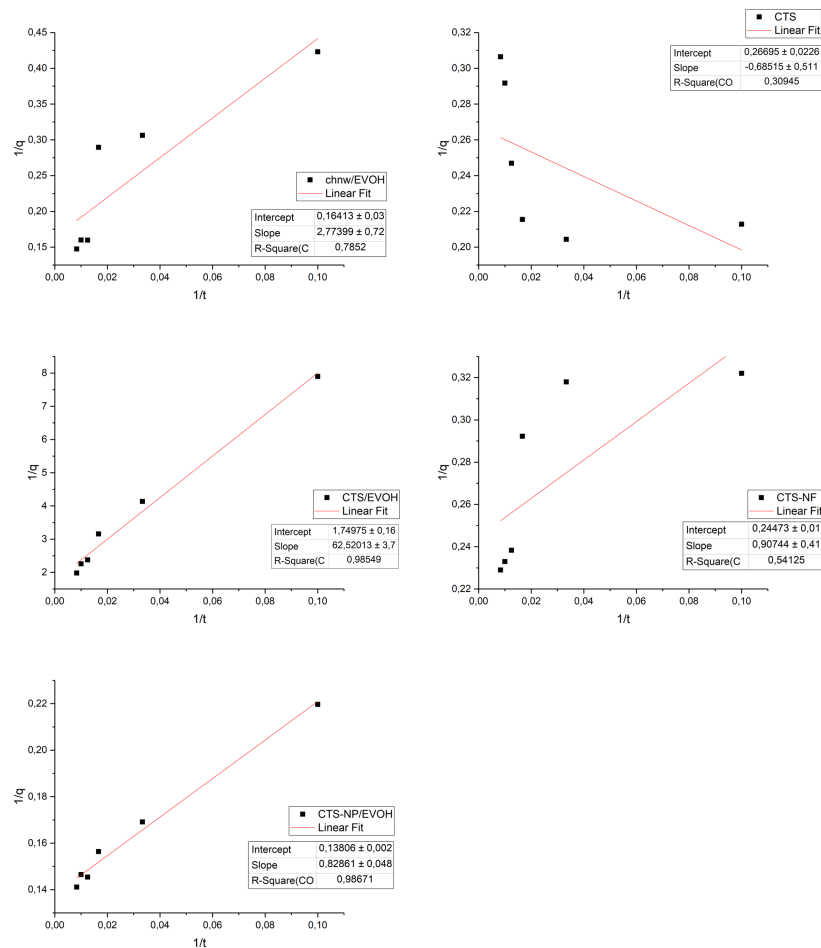 0,45
0,40
0,35
0,30
0,25
0,20
0,15
1/q
chnw/EVOH
Linear Fit
Intercept 0,16413 ± 0,03
Slope 2,77399 ± 0,72
R-Square(C 0,7852
0,00 0,02 0,04 0,06 0,08 0,10
1/t
CTS
Linear Fit
Intercept 0,26695 ± 0,0226
Slope -0,68515 ± 0,511
R-Square(CO 0,30945
0,32
0,30
0,28
0,26
0,24
0,22
0,20
1/q
0,00 0,02 0,04 0,06 0,08 0,10
1/t
8
7
6
5
4
3
2
1/q
CTS/EVOH
Linear Fit
Intercept 1,74975 ± 0,16
Slope 62,52013 ± 3,7
R-Square(C 0,98549
0,00 0,02 0,04 0,06 0,08 0,10
1/t
0,32
0,30
0,28
0,26
0,24
0,22
1/q
CTS-NF
Linear Fit
Intercept 0,24473 ± 0,01
Slope 0,90744 ± 0,41
R-Square(C 0,54125
0,00 0,02 0,04 0,06 0,08 0,10
1/t
0,22
0,20
0,18
0,16
0,14
1/q
CTS-NP/EVOH
Linear Fit
Intercept 0,13806 ± 0,002
Slope 0,82861 ± 0,048
R-Square(CO 0,98671
0,00 0,02 0,04 0,06 0,08 0,10
1/t